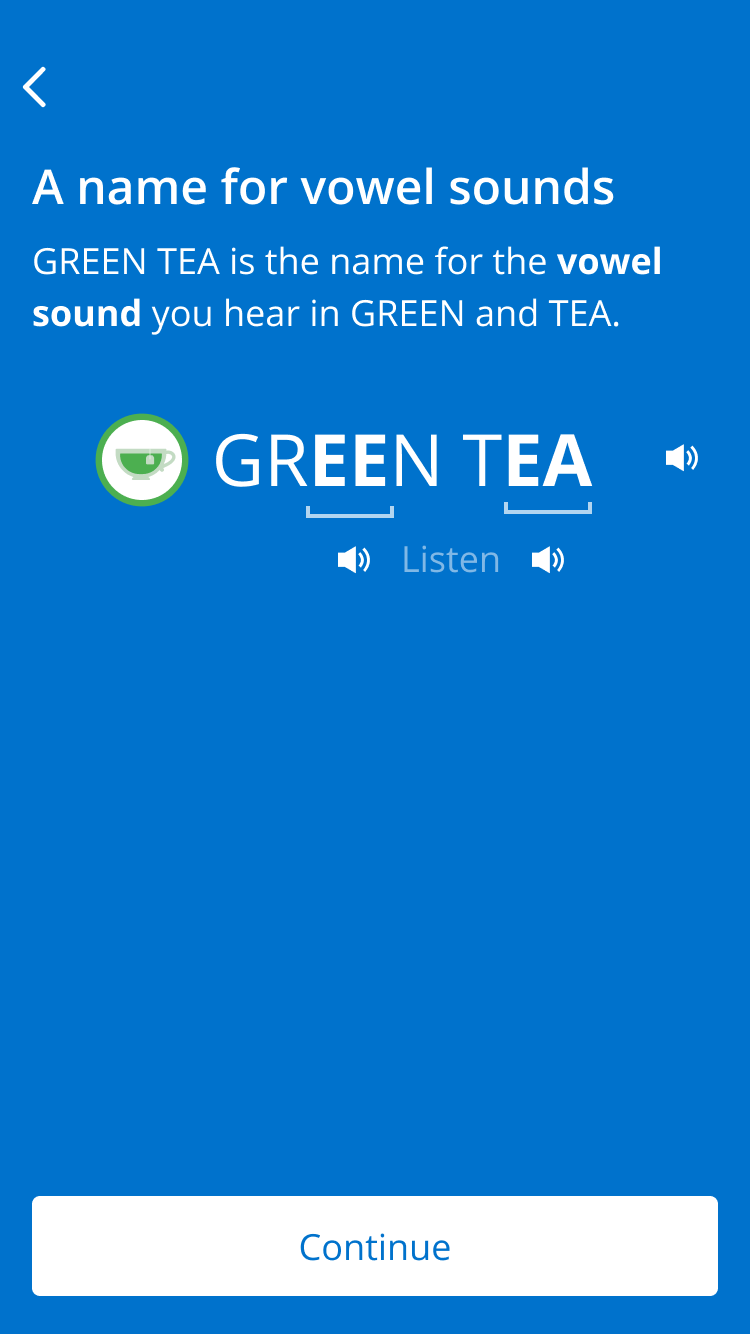 A name for vowel sounds
GREEN TEA is the name for the vowel
sound you hear in GREEN and TEA.
GREEN TEA
Listen
Continue